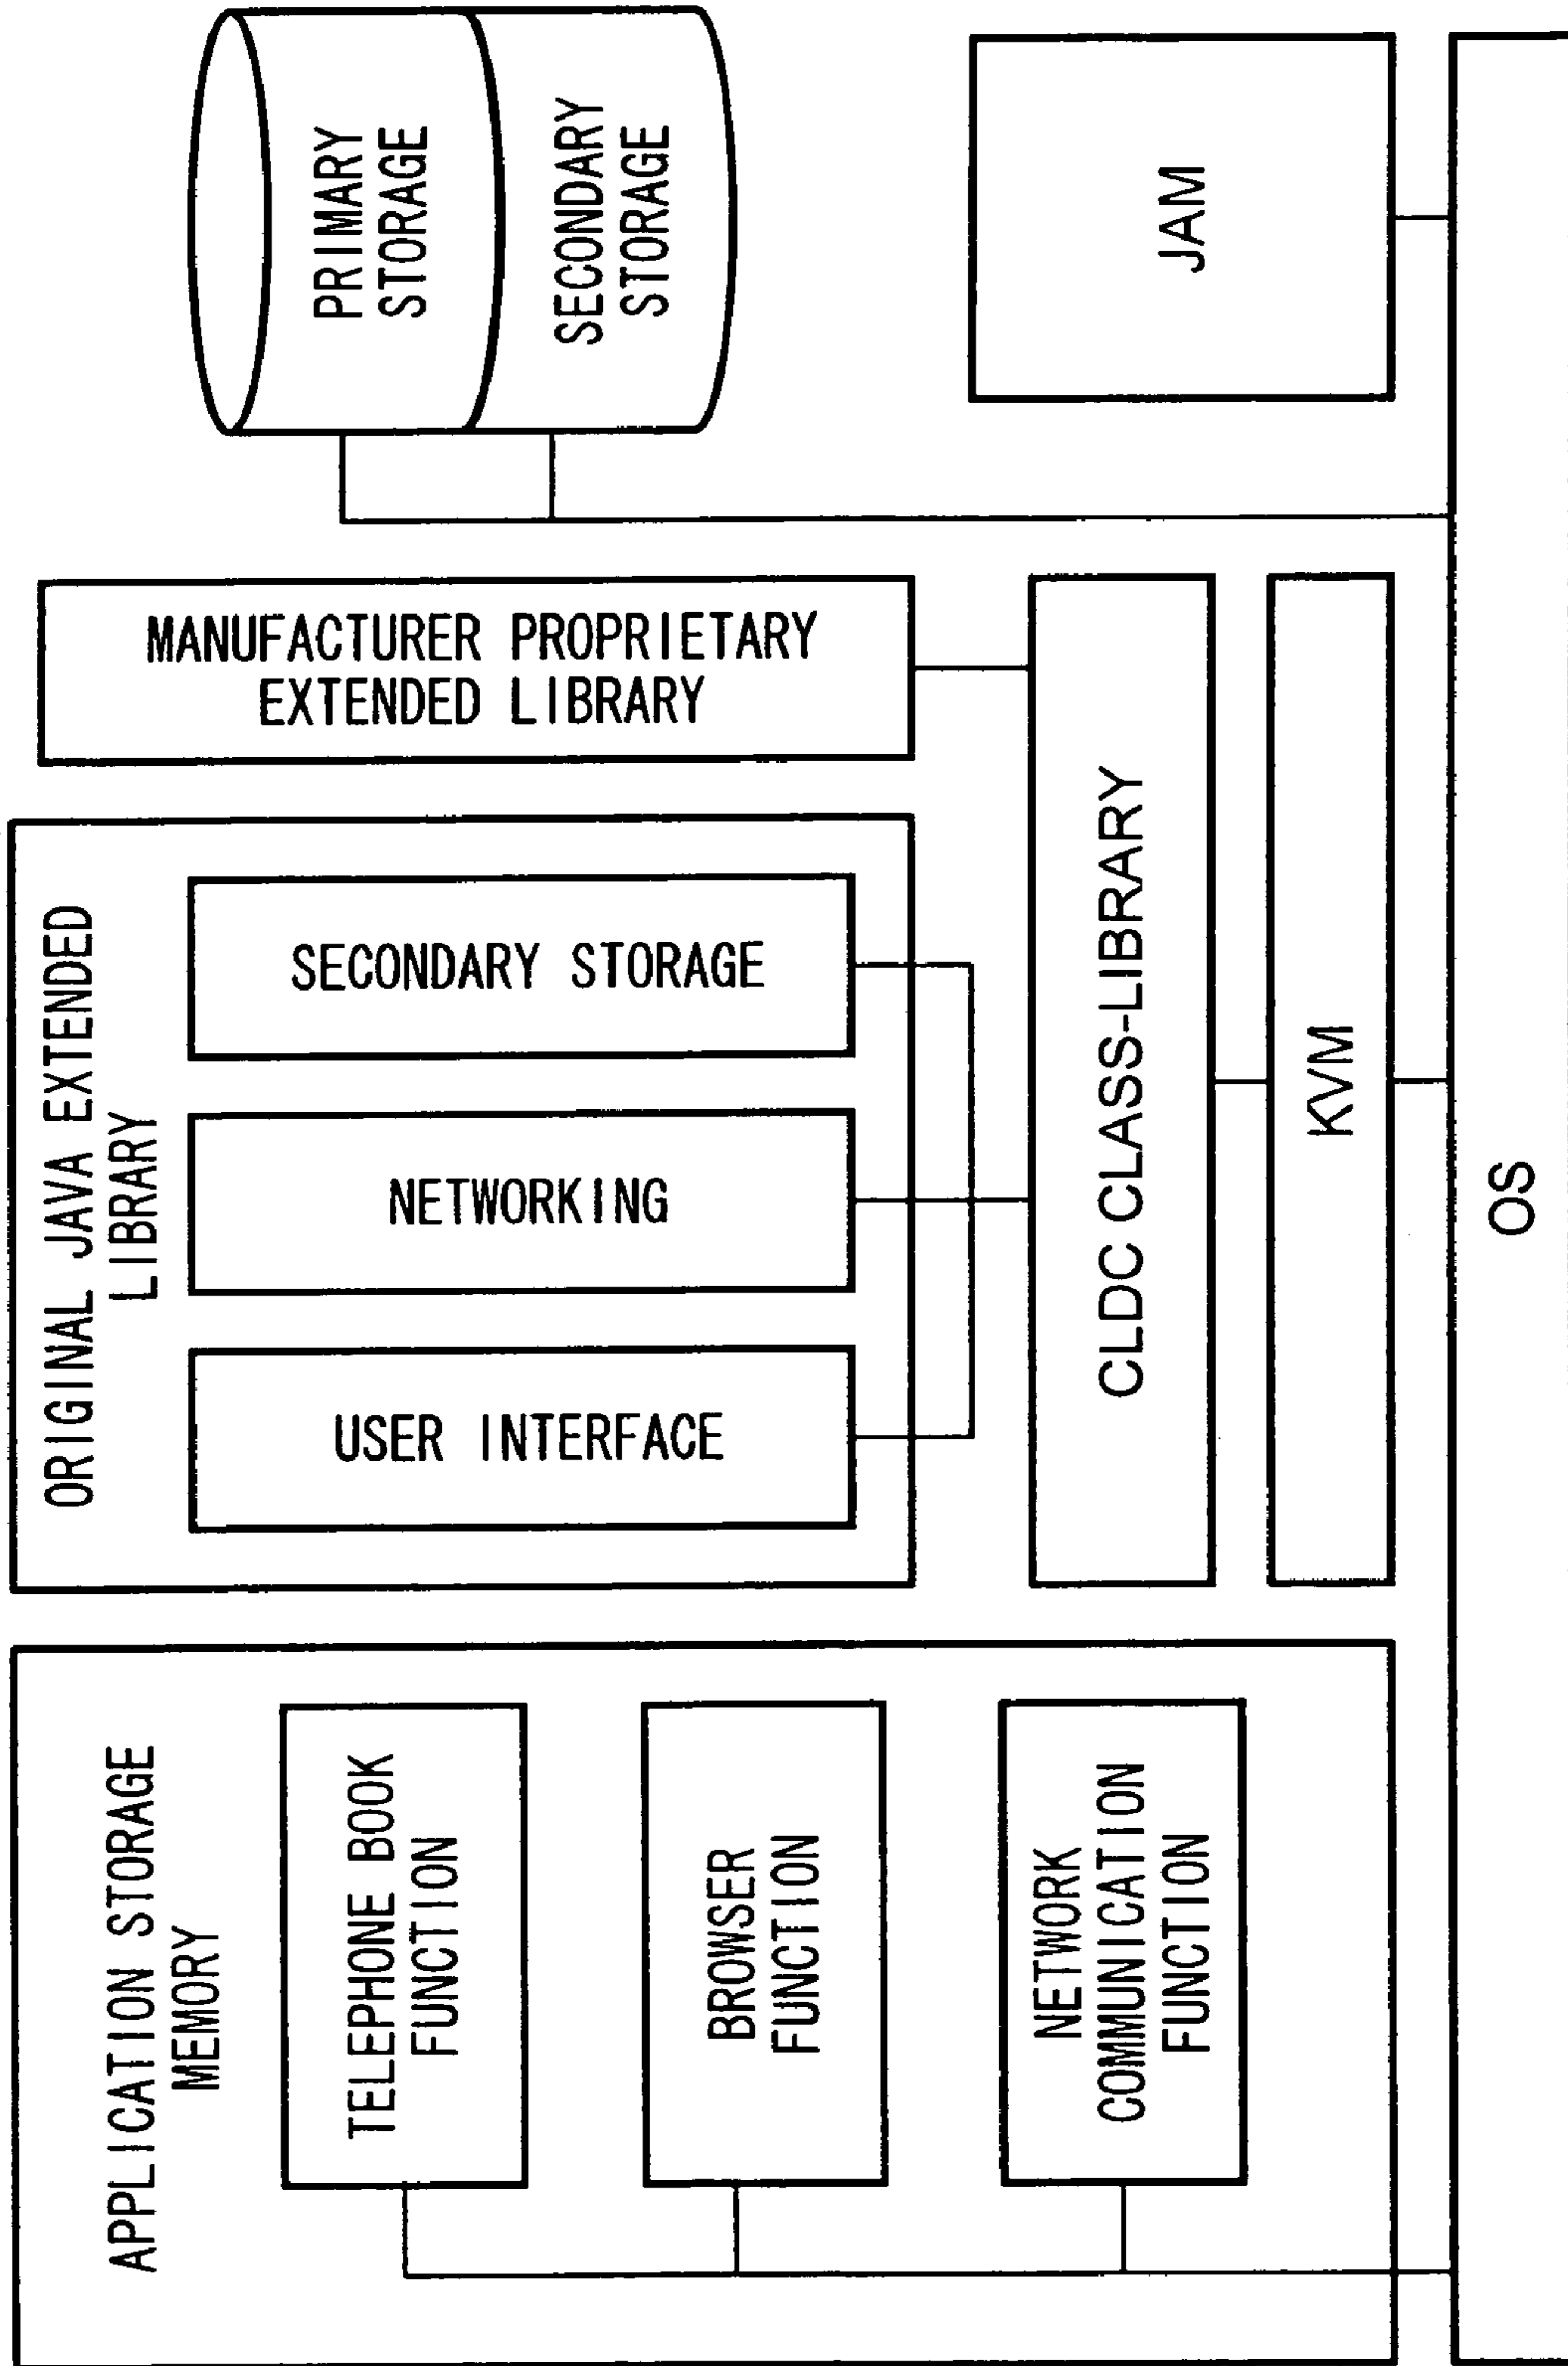 APPLICATION STORAGE
MEMORY
TELEPHONE BOOK
FUNCTION
BROWSER
FUNCTION
NETWORK
COMMUNICATION
FUNCTION
ORIGINAL JAVA EXTENDED
LIBRARY
USER INTERFACE
NETWORKING
SECONDARY STORAGE
MANUFACTURER PROPRIETARY
EXTENDED LIBRARY
CLDC CLASS-LIBRARY
KVM
PRIMARY
STORAGE
SECONDARY
STORAGE
JAM
OS